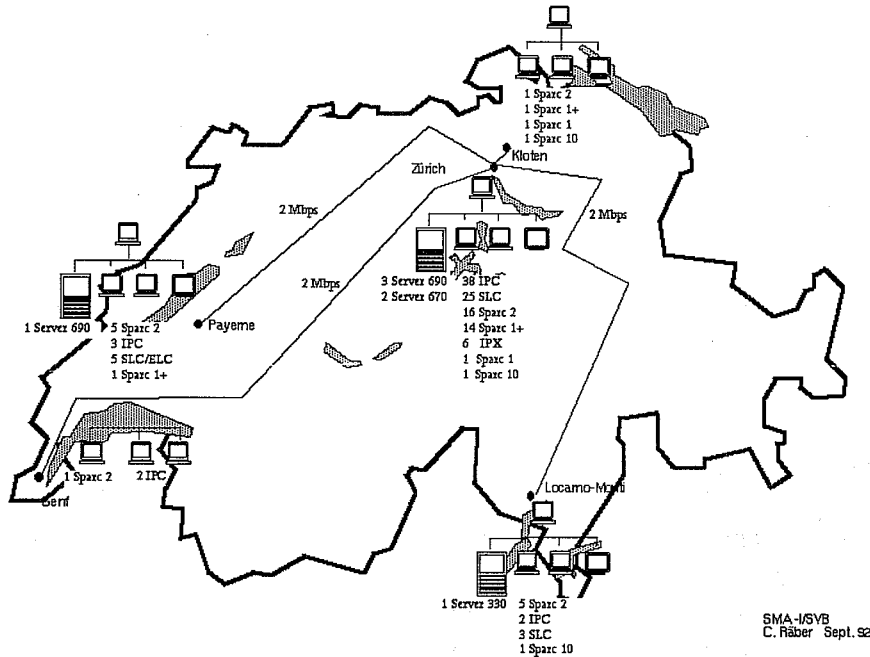 1 Sparc 2
1 Sparc 1+
1 Sparc 1
1 Sparc 10
Kloten
Zürich
2 Mbps
2 Mbps
2 Mbps
3 Server 690
2 Server 670
38 IPC
25 SLC
16 Sparc 2
14 Sparc 1+
6 IPX
1 Sparc 1
1 Sparc 10
1 Server 690
5 Sparc 2
3 IPC
5 SLC/ELC
1 Sparc 1+
Payerne
1 Sparc 2
2 IPC
Genf
Locarno-Monti
1 Server 330
5 Sparc 2
2 IPC
3 SLC
1 Sparc 10
SMA-I/SYB
C. Räber Sept. 92